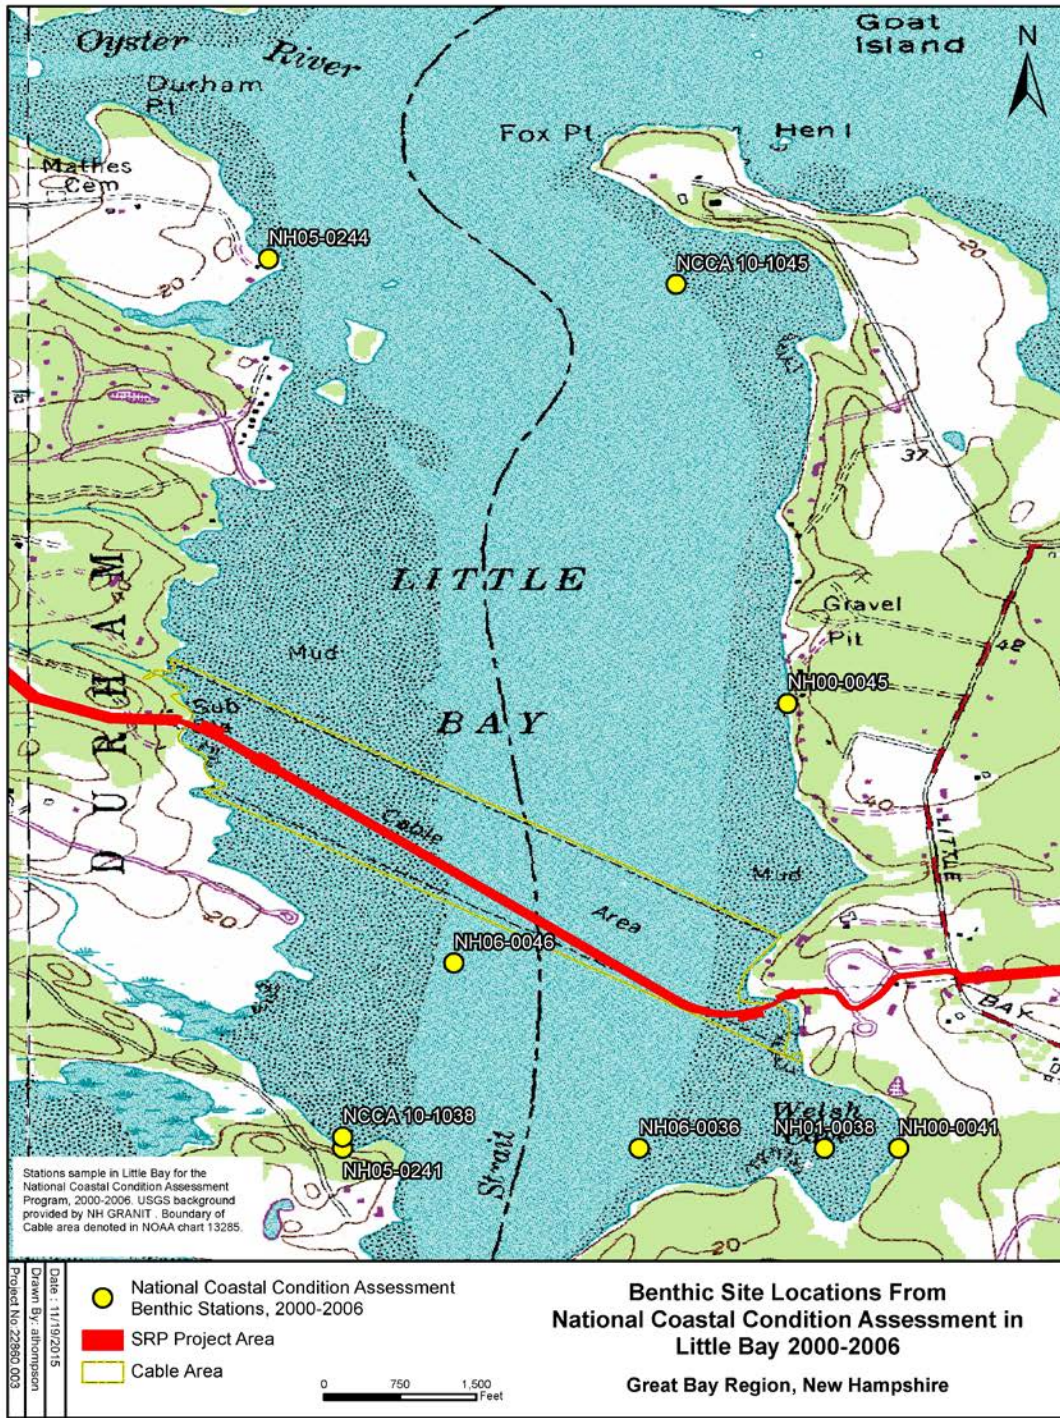 Oyster River
Goat
Island
N
Durham
Pt
Fox Pt
Hen I
Mathes
Cem
20
NH05-0244
20
NCCA 10-1045
37
LITTLE
Gravel
Pit
48
Mud
NH00-0045
Sub
BAY
DURHAM
40
Cable
LITTLE
Mud
20
Area
NH06-0046
BAY
NCCA 10-1038
NH05-0241
NH06-0036
Welsh
NH01-0038
NH00-0041
Strait
20
Stations sample in Little Bay for the
National Coastal Condition Assessment
Program, 2000-2006. USGS background
provided by NH GRANIT . Boundary of
Cable area denoted in NOAA chart 13285.
Date : 11/19/2015
Drawn By: athompson
Project No:22860.003
National Coastal Condition Assessment
Benthic Stations, 2000-2006
SRP Project Area
Cable Area
0 750 1,500
Feet
Benthic Site Locations From
National Coastal Condition Assessment in
Little Bay 2000-2006
Great Bay Region, New Hampshire